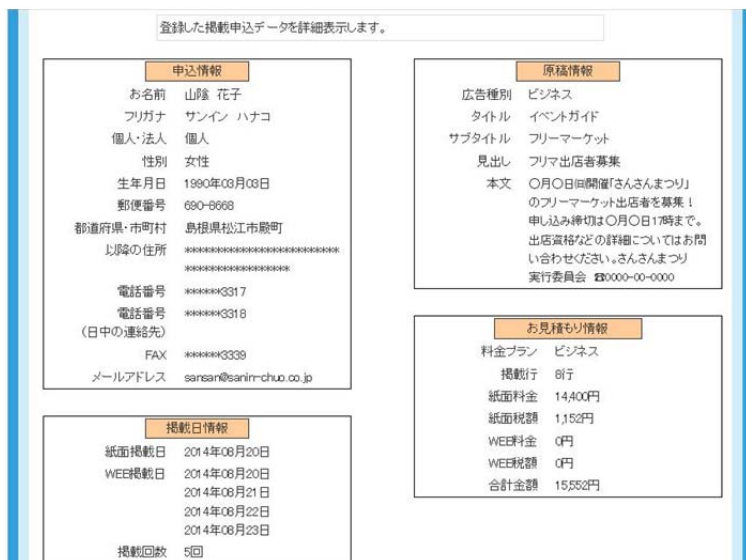 登録した掲載申込データを詳細表示します。
申込情報
お名前 山陰 花子
フリガナ サンイン ハナコ
個人・法人 個人
性別 女性
生年月日 1990年03月03日
郵便番号 690-8668
都道府県・市町村 島根県松江市殿町
以降の住所 **************************
******************
電話番号 ******3317
電話番号 ******3318
(日中の連絡先)
FAX ******3339
メールアドレス sansan@sanin-chuo.co.jp
掲載日情報
紙面掲載日 2014年08月20日
WEB掲載日 2014年08月20日
2014年08月21日
2014年08月22日
2014年08月23日
掲載回数 5回
原稿情報
広告種別 ビジネス
タイトル イベントガイド
サブタイトル フリーマーケット
見出し フリマ出店者募集
本文 〇月〇日㈰開催「さんさんまつり」
のフリーマーケット出店者を募集!
申し込み締切は〇月〇日17時まで。
出店資格などの詳細についてはお問
い合わせください。さんさんまつり
実行委員会 ☎0000-00-0000
お見積もり情報
料金プラン ビジネス
掲載行 8行
紙面料金 14,400円
紙面税額 1,152円
WEB料金 0円
WEB税額 0円
合計金額 15,552円